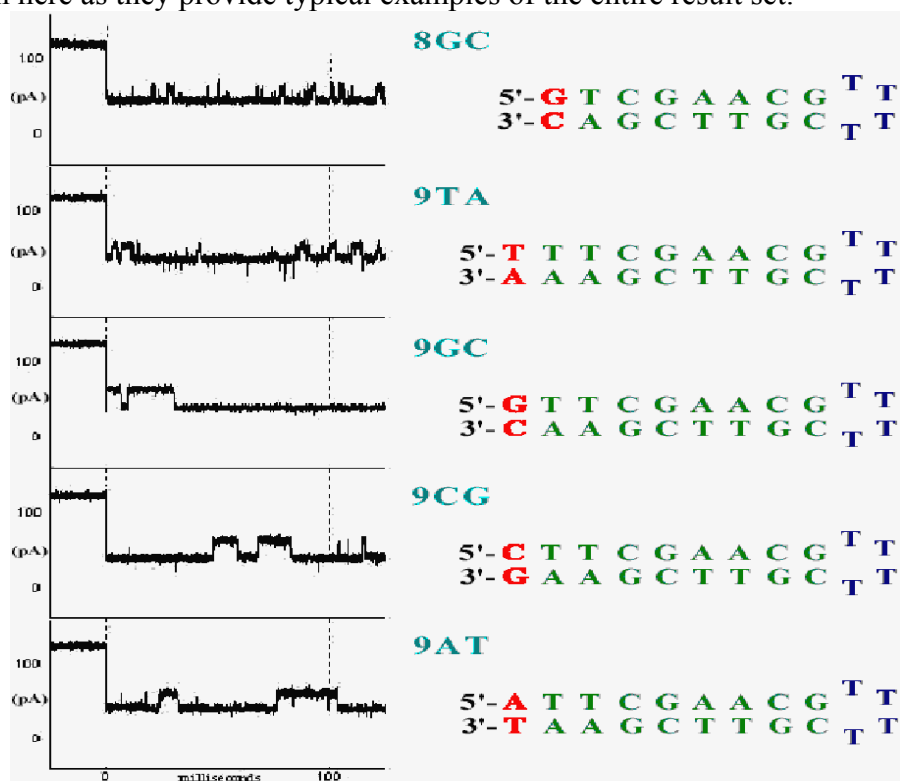 here as they provide typical examples of the entire result set.
100
(pA)
0
8GC
5'-G T C G A A C G T T
3'-C A G C T T G C T T
100
(pA)
0
9TA
5'-T T T C G A A C G T T
3'-A A A G C T T G C T T
100
(pA)
0
9GC
5'-G T T C G A A C G T T
3'-C A A G C T T G C T T
100
(pA)
0
9CG
5'-C T T C G A A C G T T
3'-G A A G C T T G C T T
100
(pA)
0
9AT
5'-A T T C G A A C G T T
3'-T A A G C T T G C T T
0 milliseconds 100